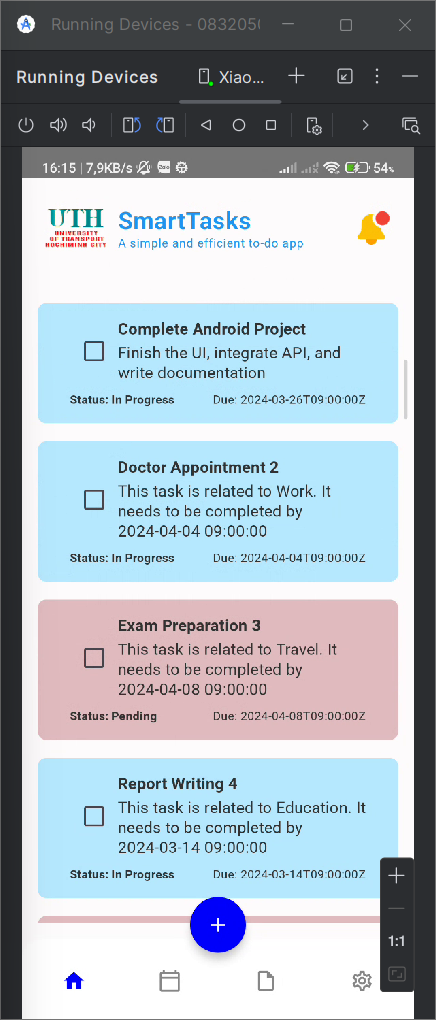 Running Devices - 083205
Running Devices
Xiao...
16:15 | 7,9KB/s
54%
UTH
UNIVERSITY
OF TRANSPORT
HOCHIMINH CITY
SmartTasks
A simple and efficient to-do app
Complete Android Project
Finish the UI, integrate API, and
write documentation
Status: In Progress
Due: 2024-03-26T09:00:00Z
Doctor Appointment 2
This task is related to Work. It
needs to be completed by
2024-04-04 09:00:00
Status: In Progress
Due: 2024-04-04T09:00:00Z
Exam Preparation 3
This task is related to Travel. It
needs to be completed by
2024-04-08 09:00:00
Status: Pending
Due: 2024-04-08T09:00:00Z
Report Writing 4
This task is related to Education. It
needs to be completed by
2024-03-14 09:00:00
Status: In Progress
Due: 2024-03-14T09:00:00Z
1:1